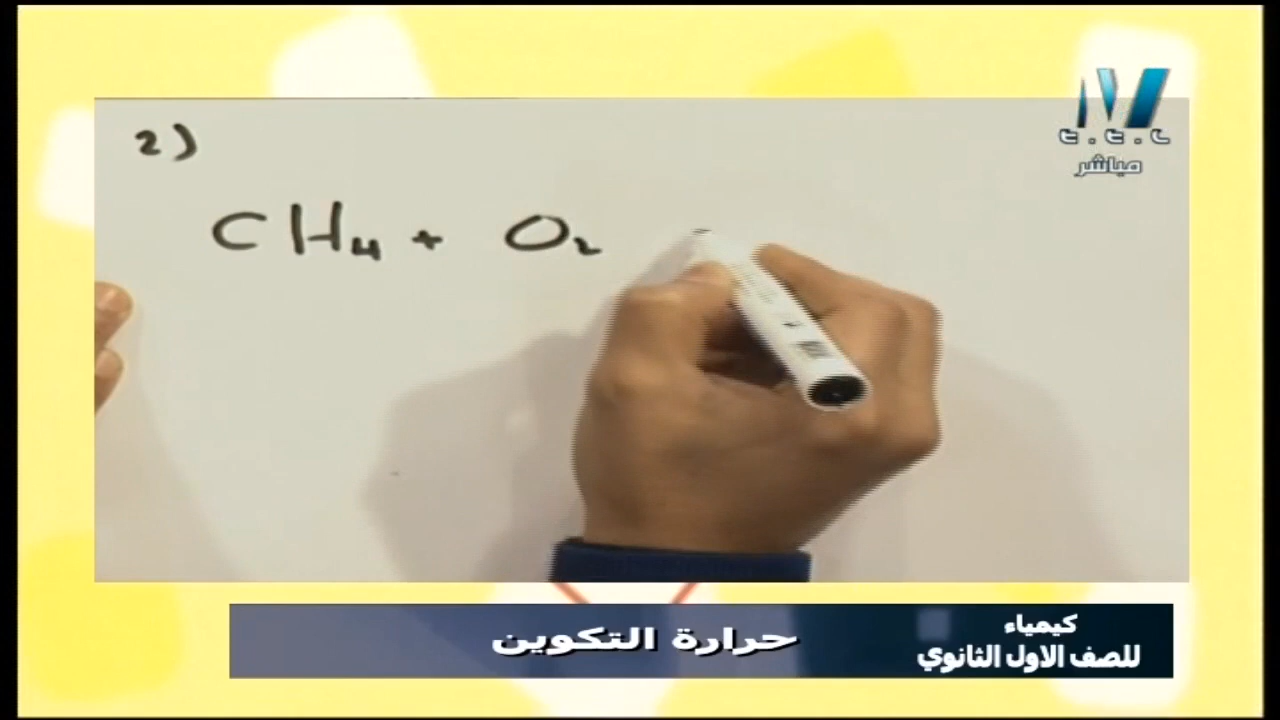 2)
CH₄ + O₂
ع . ع . ح
مباشر
حرارة التكوين
كيمياء
للصف الاول الثانوي